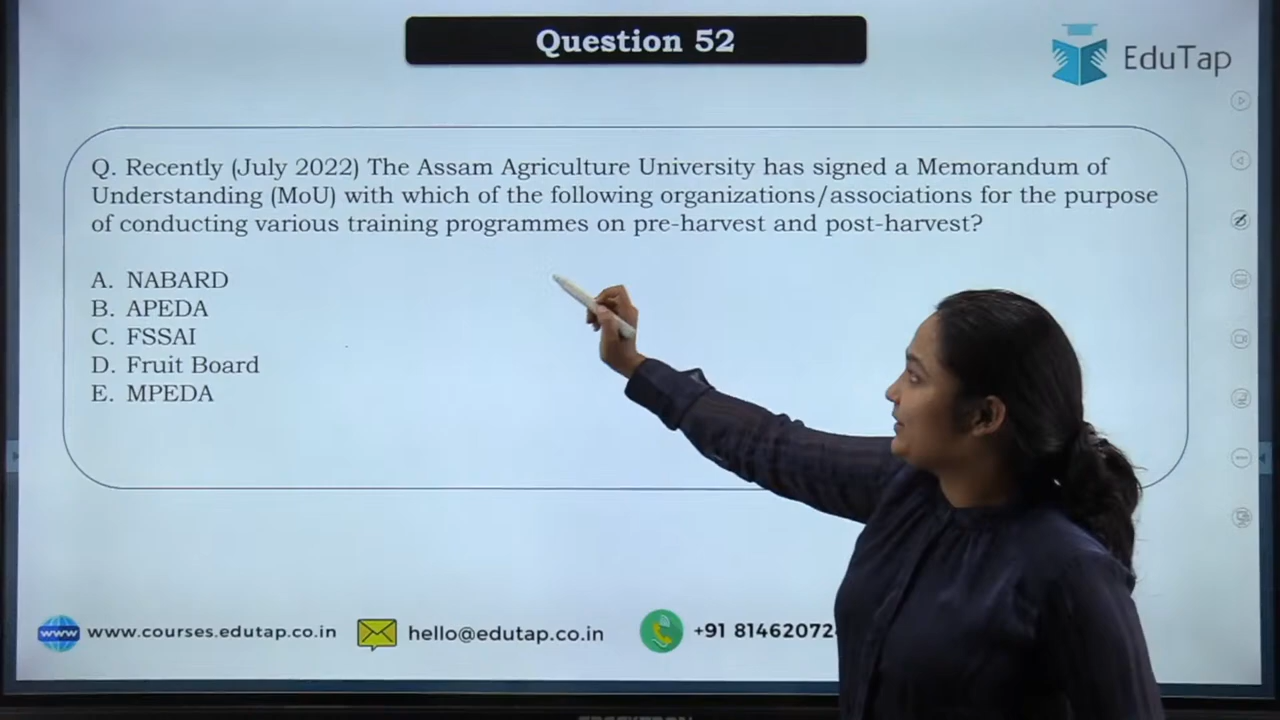 Question 52
EduTap
Q. Recently (July 2022) The Assam Agriculture University has signed a Memorandum of
Understanding (MoU) with which of the following organizations/associations for the purpose
of conducting various training programmes on pre-harvest and post-harvest?
A. NABARD
B. APEDA
C. FSSAI
D. Fruit Board
E. MPEDA
www www.courses.edutap.co.in hello@edutap.co.in +91 81462072